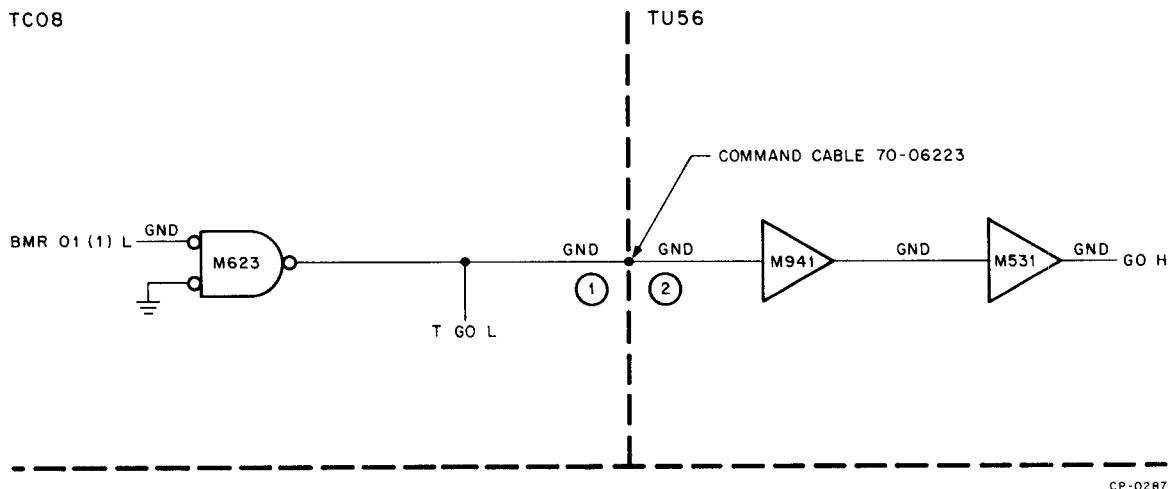 TC08
TU56
COMMAND CABLE 70-06223
BMR 01 (1) L
GND
M623
GND
GND
M941
GND
M531
GND
GO H
1
2
T GO L
CP-0287